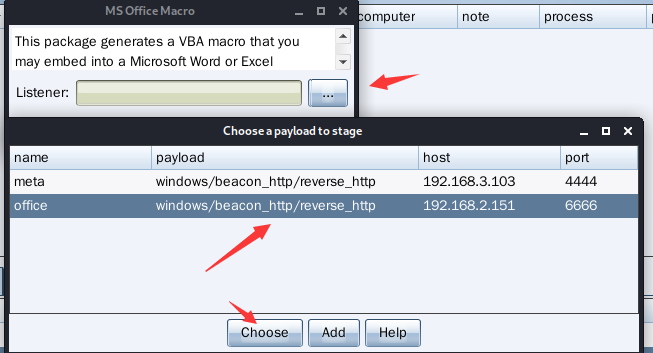 MS Office Macro
computer note process
This package generates a VBA macro that you
may embed into a Microsoft Word or Excel
Listener: ...
Choose a payload to stage
name payload host port
meta windows/beacon_http/reverse_http 192.168.3.103 4444
office windows/beacon_http/reverse_http 192.168.2.151 6666
Choose Add Help